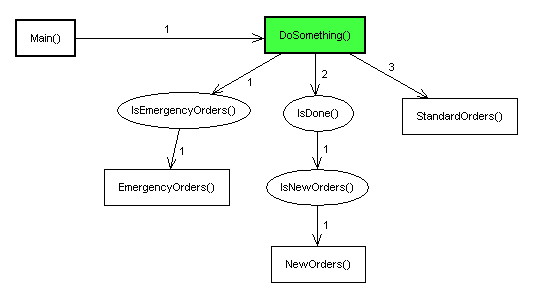 Main()
1
DoSomething()
1
2
3
IsEmergencyOrders()
IsDone()
StandardOrders()
1
1
EmergencyOrders()
IsNewOrders()
1
NewOrders()